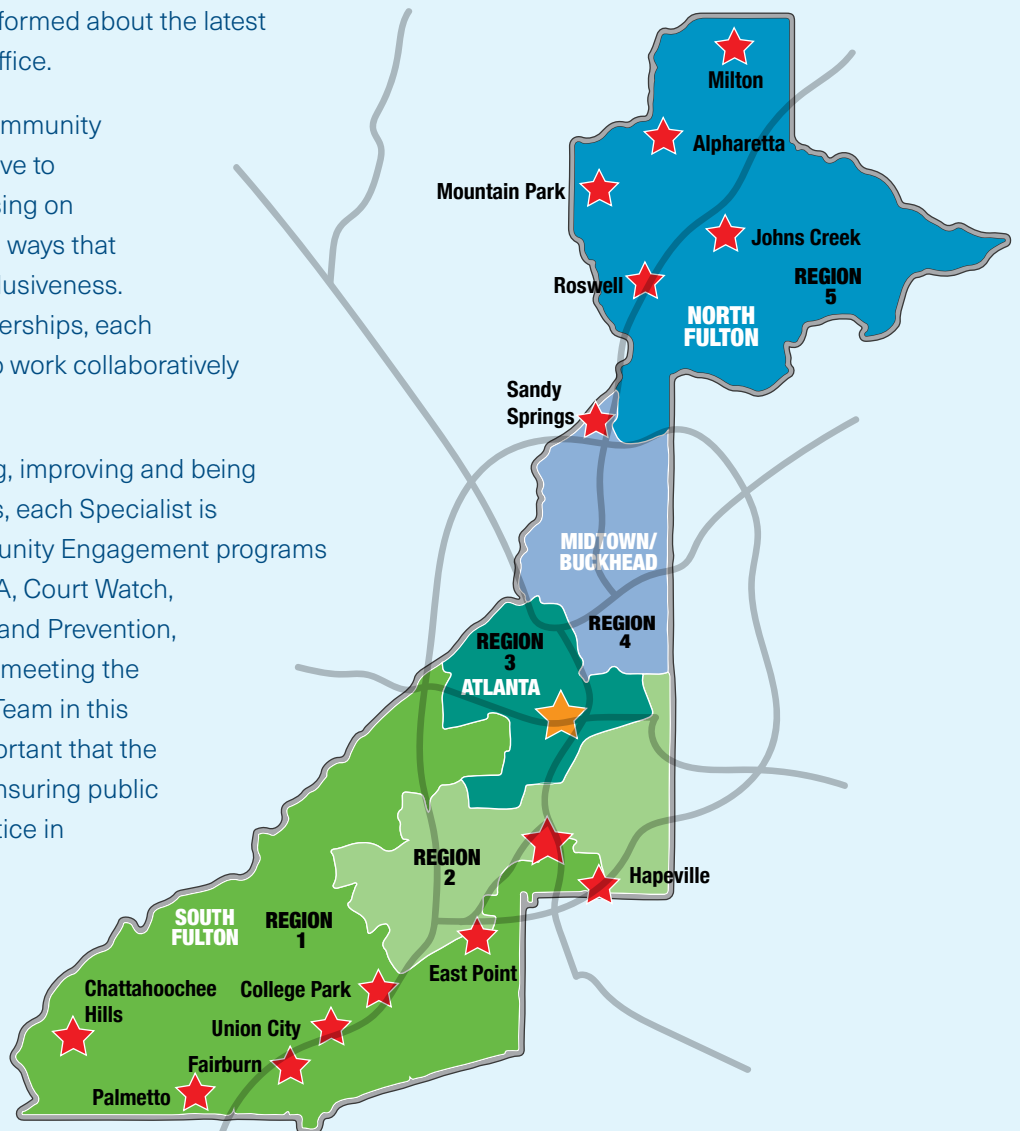 formed about the latest
ffice.
mmunity
ve to
sing on
ways that
lusiveness.
erships, each
o work collaboratively
g, improving and being
s, each Specialist is
unity Engagement programs
A, Court Watch,
and Prevention,
meeting the
Team in this
ortant that the
nsuring public
tice in
Milton
Alpharetta
Mountain Park
Johns Creek
REGION
5
Roswell
NORTH
FULTON
Sandy
Springs
MIDTOWN/
BUCKHEAD
REGION
4
REGION
3
ATLANTA
REGION
2
Hapeville
SOUTH
FULTON
REGION
1
East Point
Chattahoochee
Hills
College Park
Union City
Fairburn
Palmetto